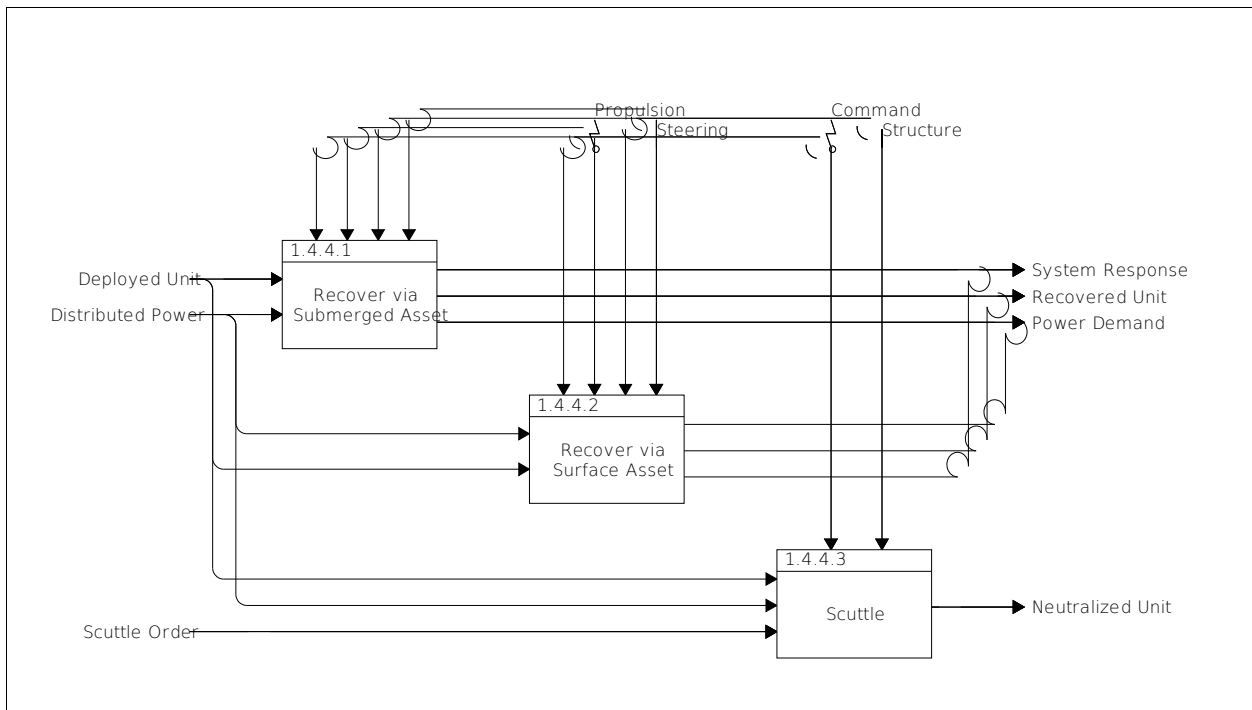 Propulsion
Command
Steering
Structure
1.4.4.1
Deployed Unit
Recover via
Submerged Asset
Distributed Power
System Response
Recovered Unit
Power Demand
1.4.4.2
Recover via
Surface Asset
1.4.4.3
Scuttle
Scuttle Order
Neutralized Unit